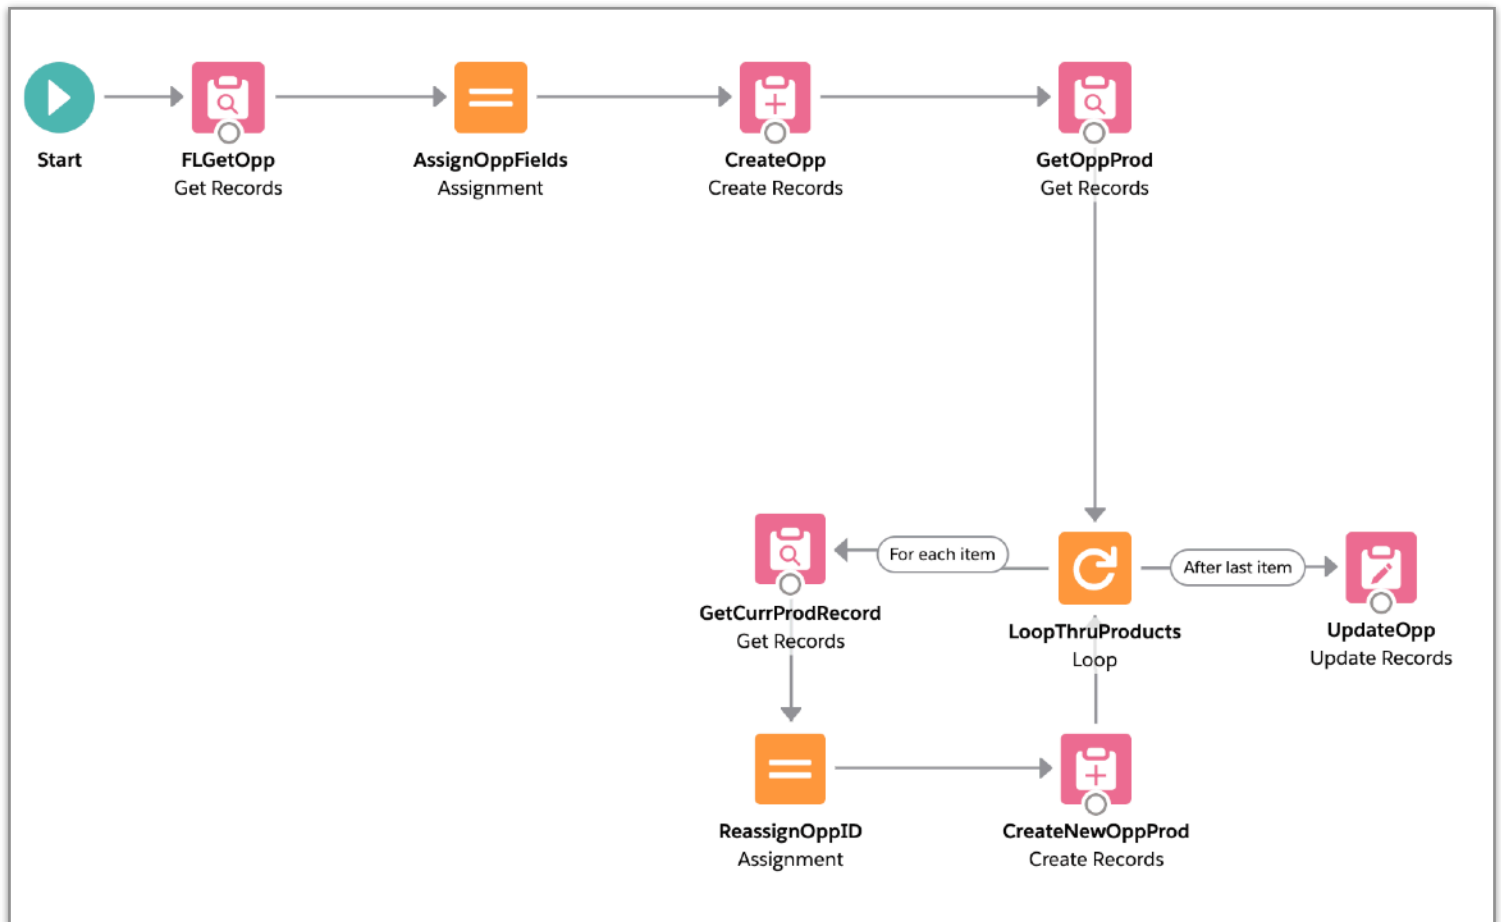 Start
FLGetOpp
Get Records
AssignOppFields
Assignment
CreateOpp
Create Records
GetOppProd
Get Records
For each item
After last item
GetCurrProdRecord
Get Records
LoopThruProducts
Loop
UpdateOpp
Update Records
ReassignOppID
Assignment
CreateNewOppProd
Create Records